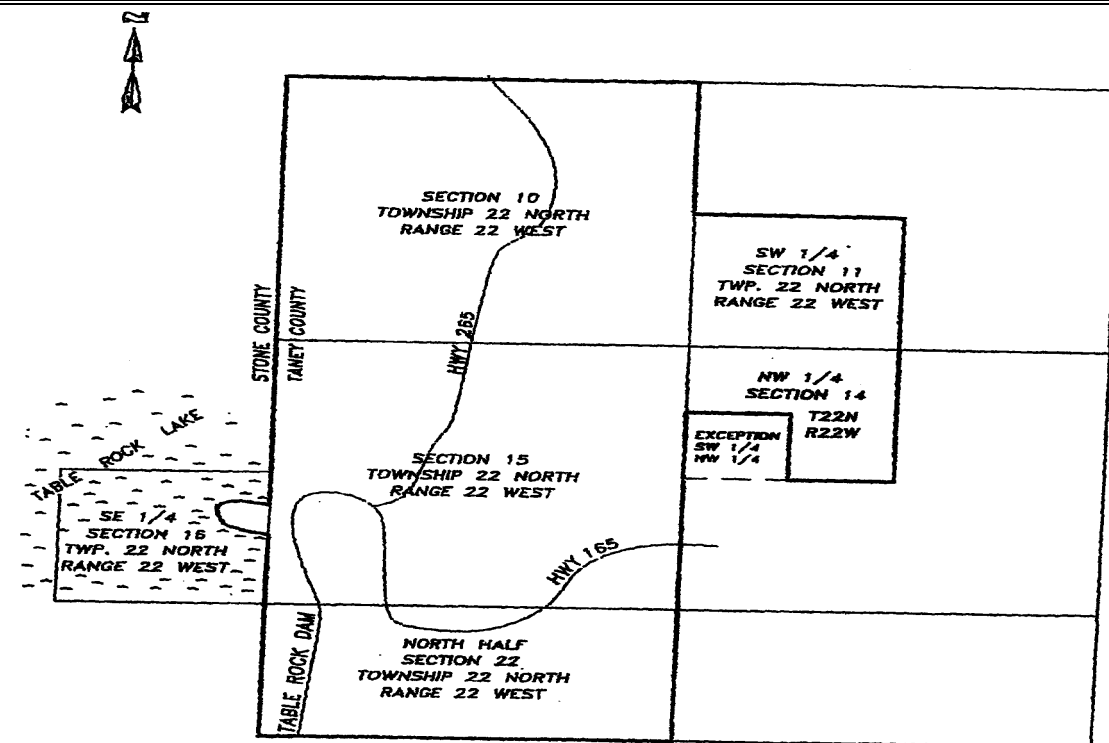 N
SECTION 10
TOWNSHIP 22 NORTH
RANGE 22 WEST
SW 1/4
SECTION 11
TWP. 22 NORTH
RANGE 22 WEST
STONE COUNTY
TANEY COUNTY
HWY 265
NW 1/4
SECTION 14
T22N
R22W
EXCEPTION
SW 1/4
NW 1/4
TABLE ROCK LAKE
SECTION 15
TOWNSHIP 22 NORTH
RANGE 22 WEST
SE 1/4
SECTION 16
TWP. 22 NORTH
RANGE 22 WEST
HWY 165
TABLE ROCK DAM
NORTH HALF
SECTION 22
TOWNSHIP 22 NORTH
RANGE 22 WEST